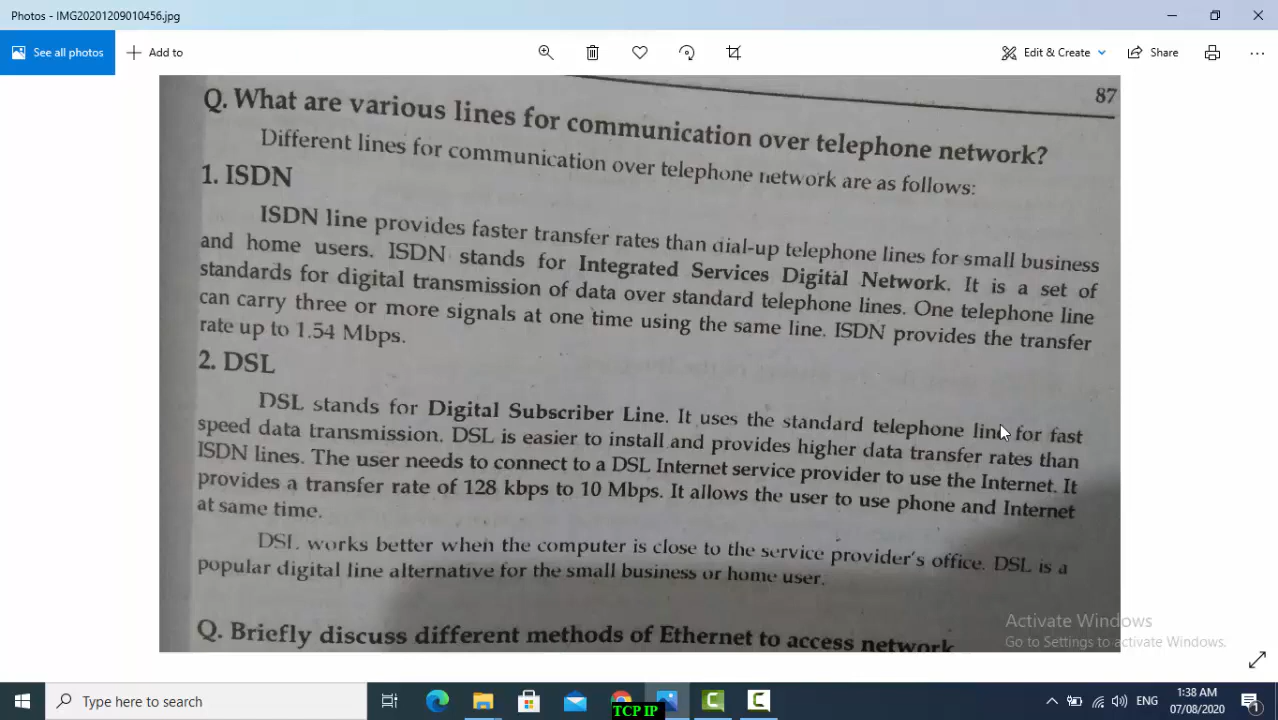 Photos - IMG20201209010456.jpg
See all photos
Add to
Edit & Create
Share
87
Q. What are various lines for communication over telephone network?
Different lines for communication over telephone network are as follows:
1. ISDN
ISDN line provides faster transfer rates than dial-up telephone lines for small business
and home users. ISDN stands for Integrated Services Digital Network. It is a set of
standards for digital transmission of data over standard telephone lines. One telephone line
can carry three or more signals at one time using the same line. ISDN provides the transfer
rate up to 1.54 Mbps.
2. DSL
DSL stands for Digital Subscriber Line. It uses the standard telephone line for fast
speed data transmission. DSL is easier to install and provides higher data transfer rates than
ISDN lines. The user needs to connect to a DSL Internet service provider to use the Internet. It
provides a transfer rate of 128 kbps to 10 Mbps. It allows the user to use phone and Internet
at same time.
DSL works better when the computer is close to the service provider's office. DSL is a
popular digital line alternative for the small business or home user.
Q. Briefly discuss different methods of Ethernet to access network
Activate Windows
Go to Settings to activate Windows.
Type here to search
TCP IP
ENG
1:38 AM
07/08/2020
1